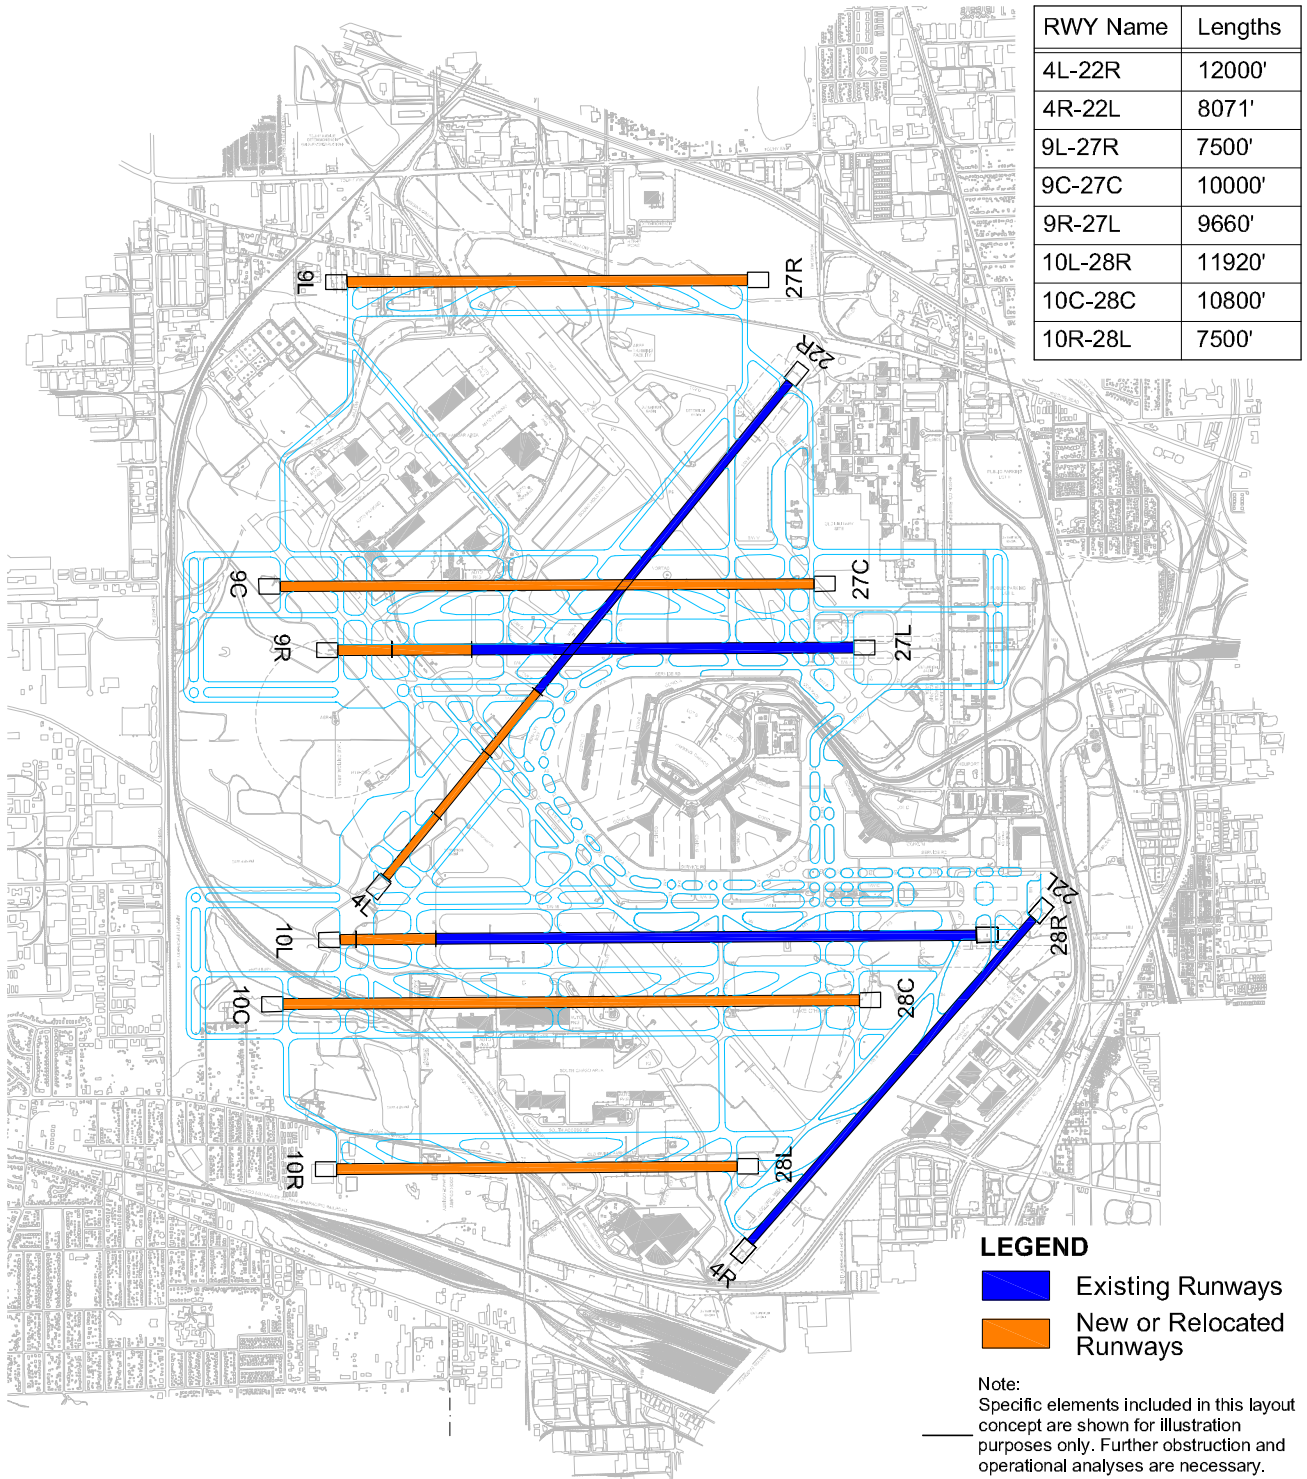 RWY Name Lengths
4L-22R 12000'
4R-22L 8071'
9L-27R 7500'
9C-27C 10000'
9R-27L 9660'
10L-28R 11920'
10C-28C 10800'
10R-28L 7500'
9L
27R
22R
9C
27C
9R
27L
4L
22L
10L
28R
10C
28C
10R
28L
4R
LEGEND
Existing Runways
New or Relocated
Runways
Note:
Specific elements included in this layout
concept are shown for illustration
purposes only. Further obstruction and
operational analyses are necessary.